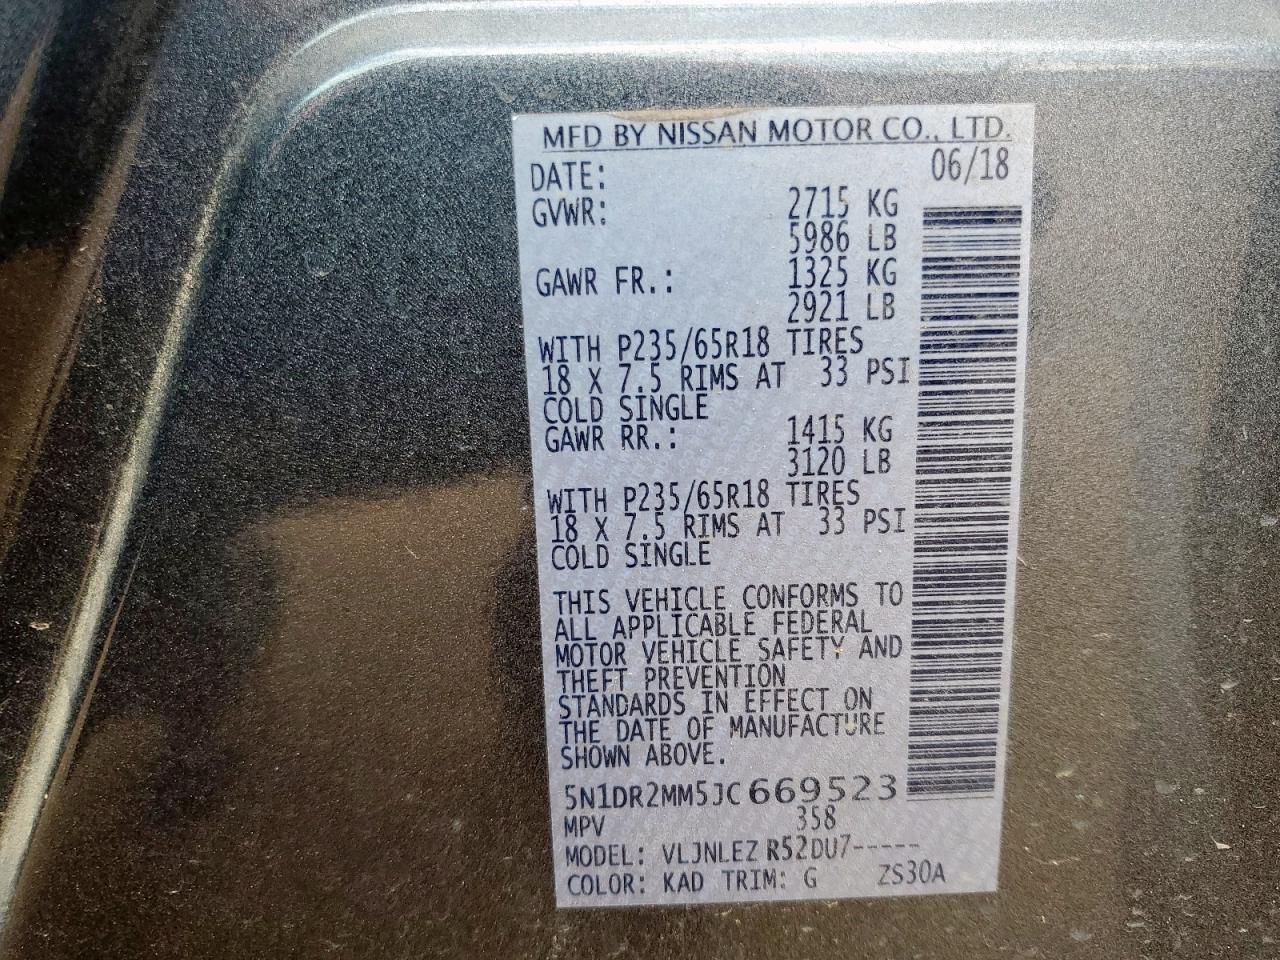 MFD BY NISSAN MOTOR CO., LTD.
DATE: 06/18
GVWR: 2715 KG
5986 LB
GAWR FR.: 1325 KG
2921 LB
WITH P235/65R18 TIRES
18 X 7.5 RIMS AT 33 PSI
COLD SINGLE
GAWR RR.: 1415 KG
3120 LB
WITH P235/65R18 TIRES
18 X 7.5 RIMS AT 33 PSI
COLD SINGLE
THIS VEHICLE CONFORMS TO
ALL APPLICABLE FEDERAL
MOTOR VEHICLE SAFETY AND
THEFT PREVENTION
STANDARDS IN EFFECT ON
THE DATE OF MANUFACTURE
SHOWN ABOVE.
5N1DR2MM5JC669523
MPV 358
MODEL: VLJNLEZ R52DU7-----
COLOR: KAD TRIM: G ZS30A